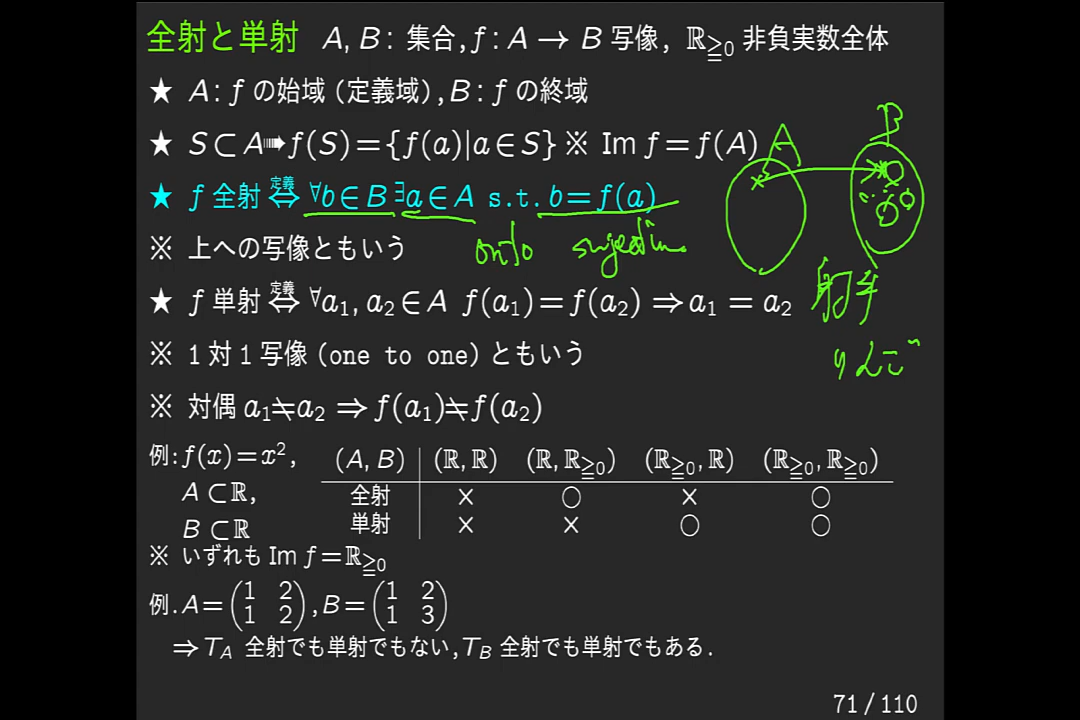 全射と単射 A, B: 集合, f: A → B 写像, ℝ≧0 非負実数全体
★ A: f の始域 (定義域), B: f の終域
★ S⊂A➠f(S)={f(a)|a∈S} ※ Im f=f(A)
★ f 全射 定義⇔ ∀b∈B ∃a∈A s.t. b=f(a)
※ 上への写像ともいう
★ f 単射 定義⇔ ∀a₁, a₂∈A f(a₁)=f(a₂) ⇒a₁ = a₂
※ 1 対 1 写像 (one to one) ともいう
※ 対偶 a₁≠a₂ ⇒ f(a₁)≠f(a₂)
例: f(x)=x²,
A ⊂ℝ,
B ⊂ℝ
(A, B) (ℝ, ℝ) (ℝ, ℝ≧0) (ℝ≧0, ℝ) (ℝ≧0, ℝ≧0)
全射 × ○ × ○
単射 × × ○ ○
※ いずれも Im f=ℝ≧0
例. A=(1 2
1 2), B=(1 2
1 3)
⇒ T_A 全射でも単射でもない, T_B 全射でも単射でもある.
71 / 110
A
B
onto
射手
りんご